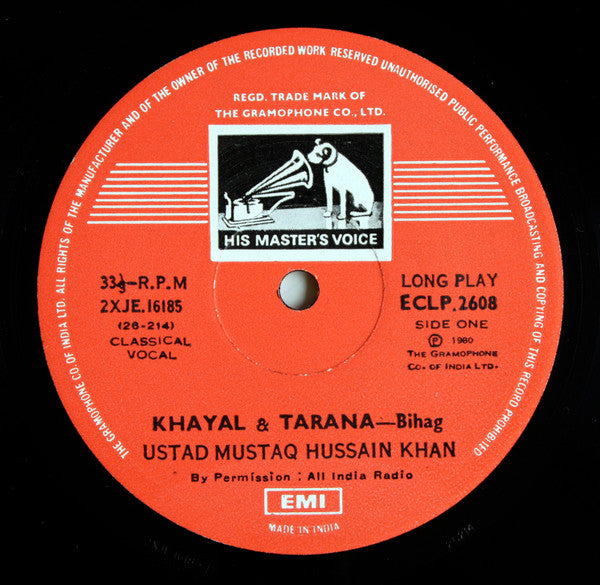 THE GRAMOPHONE CO. OF INDIA LTD. ALL RIGHTS OF THE MANUFACTURER AND OF THE OWNER OF THE RECORDED WORK RESERVED UNAUTHORISED PUBLIC PERFORMANCE BROADCASTING AND COPYING OF THIS RECORD PROHIBITED
REGD. TRADE MARK OF
THE GRAMOPHONE CO., LTD.
HIS MASTER'S VOICE
33⅓-R.P.M
2XJE.16185
(26-214)
CLASSICAL
VOCAL
LONG PLAY
ECLP.2608
SIDE ONE
Ⓟ 1980
THE GRAMOPHONE
CO. OF INDIA LTD.
KHAYAL & TARANA—Bihag
USTAD MUSTAQ HUSSAIN KHAN
By Permission : All India Radio
EMI
MADE IN INDIA